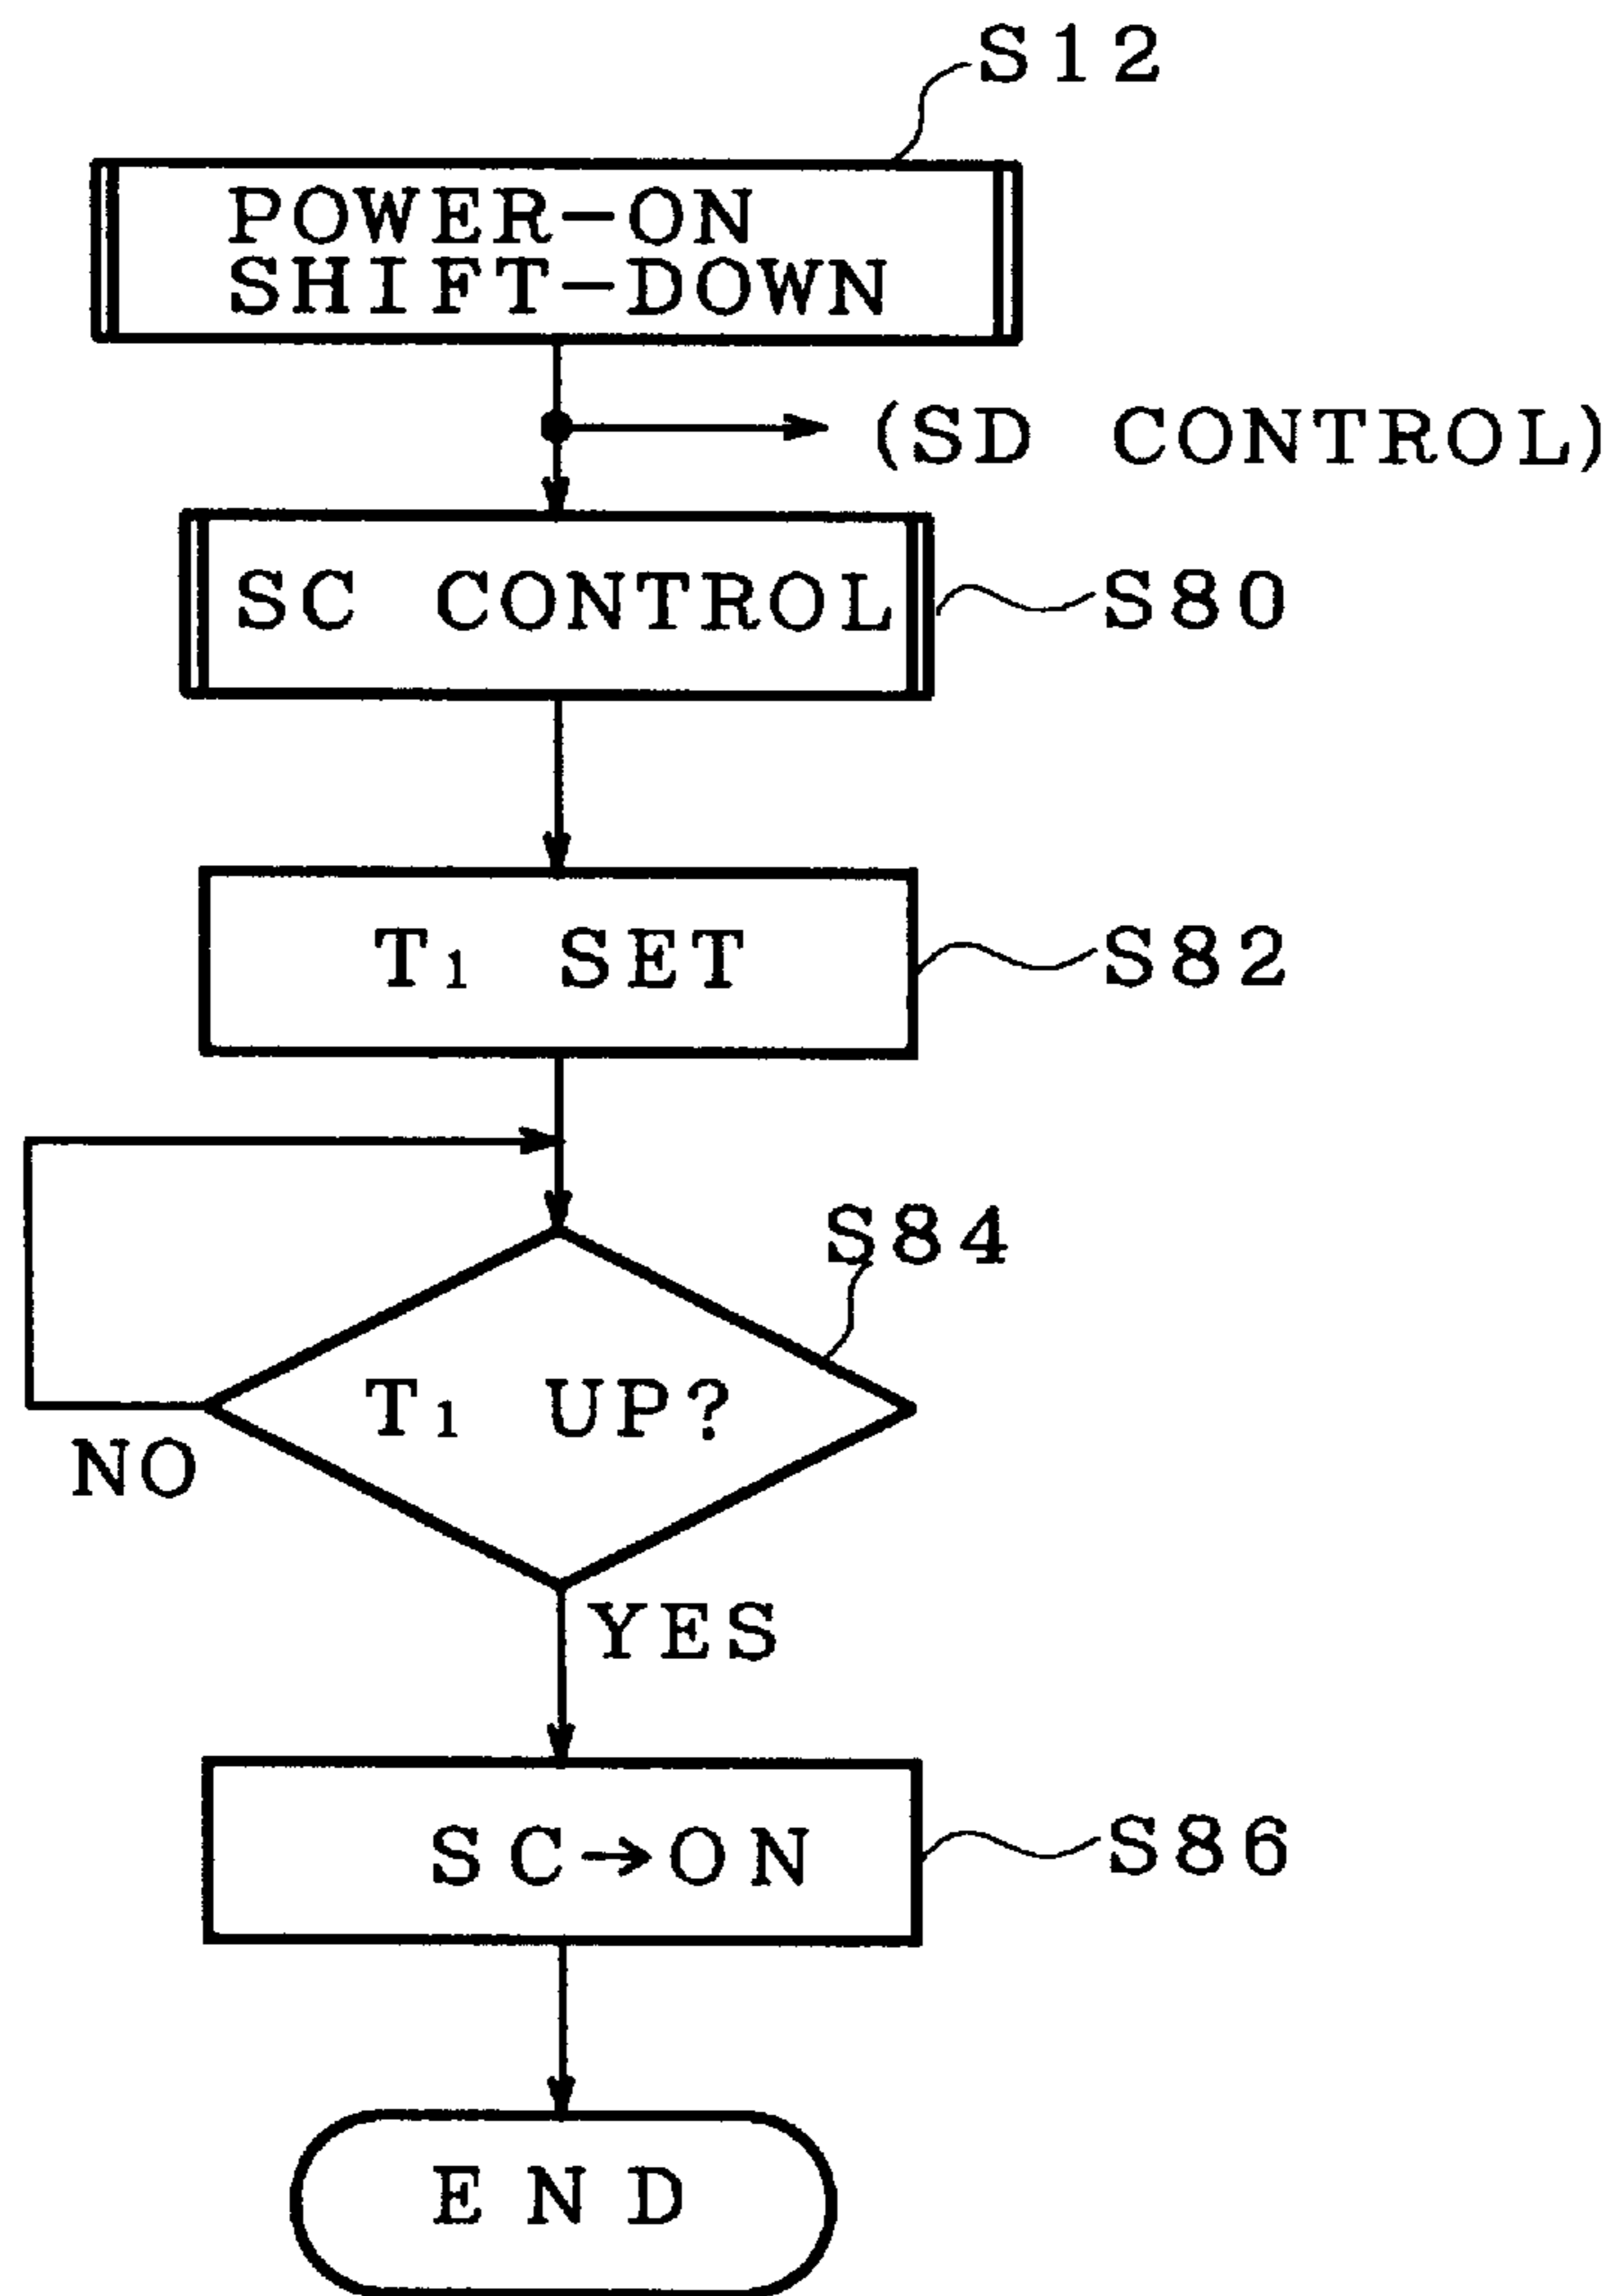 S12
POWER-ON
SHIFT-DOWN
(SD CONTROL)
SC CONTROL
S80
T₁ SET
S82
S84
T₁ UP?
NO
YES
SC→ON
S86
END